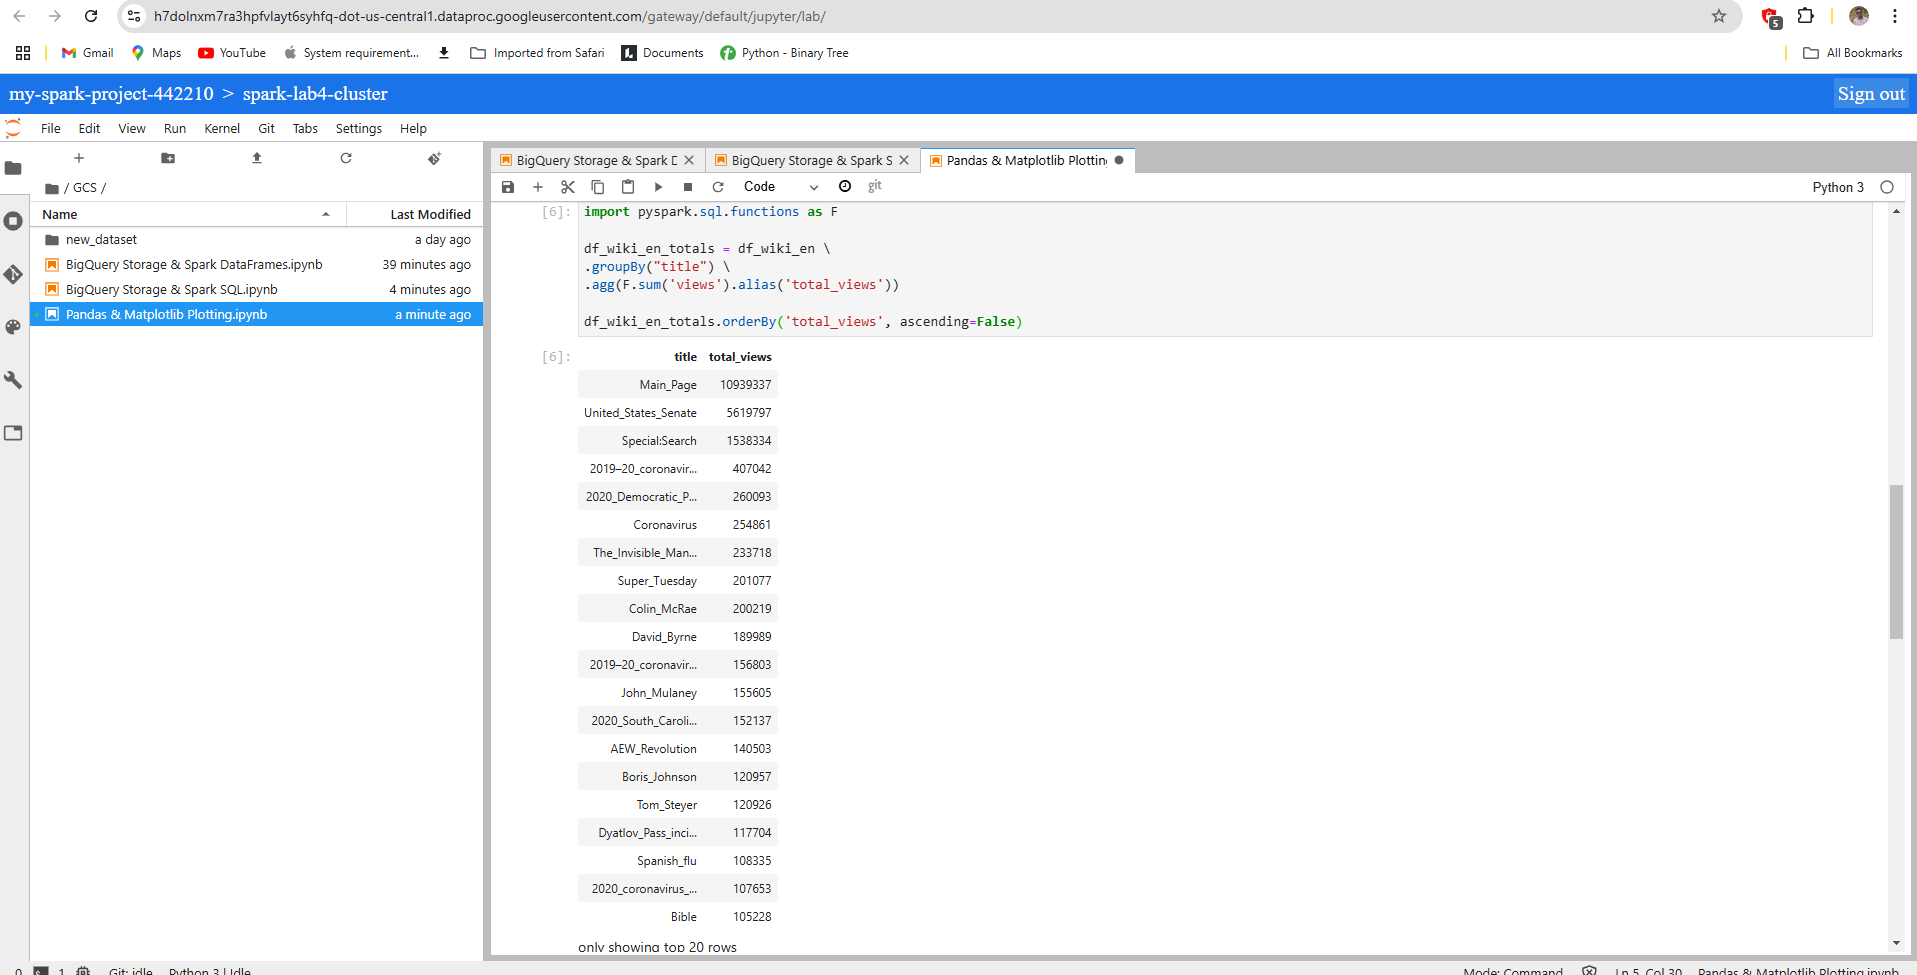 h7dolnxm7ra3hpfvlayt6syhfq-dot-us-central1.dataproc.googleusercontent.com/gateway/default/jupyter/lab/
5
Gmail Maps YouTube System requirement... Imported from Safari Documents Python - Binary Tree All Bookmarks
my-spark-project-442210 > spark-lab4-cluster Sign out
File Edit View Run Kernel Git Tabs Settings Help
BigQuery Storage & Spark D BigQuery Storage & Spark S Pandas & Matplotlib Plottin
/ GCS /
Code git Python 3
Name Last Modified
new_dataset a day ago
BigQuery Storage & Spark DataFrames.ipynb 39 minutes ago
BigQuery Storage & Spark SQL.ipynb 4 minutes ago
Pandas & Matplotlib Plotting.ipynb a minute ago
[6]: import pyspark.sql.functions as F
df_wiki_en_totals = df_wiki_en \
.groupBy("title") \
.agg(F.sum('views').alias('total_views'))
df_wiki_en_totals.orderBy('total_views', ascending=False)
[6]: title total_views
Main_Page 10939337
United_States_Senate 5619797
Special:Search 1538334
2019–20_coronavir... 407042
2020_Democratic_P... 260093
Coronavirus 254861
The_Invisible_Man... 233718
Super_Tuesday 201077
Colin_McRae 200219
David_Byrne 189989
2019–20_coronavir... 156803
John_Mulaney 155605
2020_South_Caroli... 152137
AEW_Revolution 140503
Boris_Johnson 120957
Tom_Steyer 120926
Dyatlov_Pass_inci... 117704
Spanish_flu 108335
2020_coronavirus_... 107653
Bible 105228
only showing top 20 rows
0 1 Git: idle Python 3 | Idle Mode: Command Ln 5, Col 30 Pandas & Matplotlib Plotting.ipynb